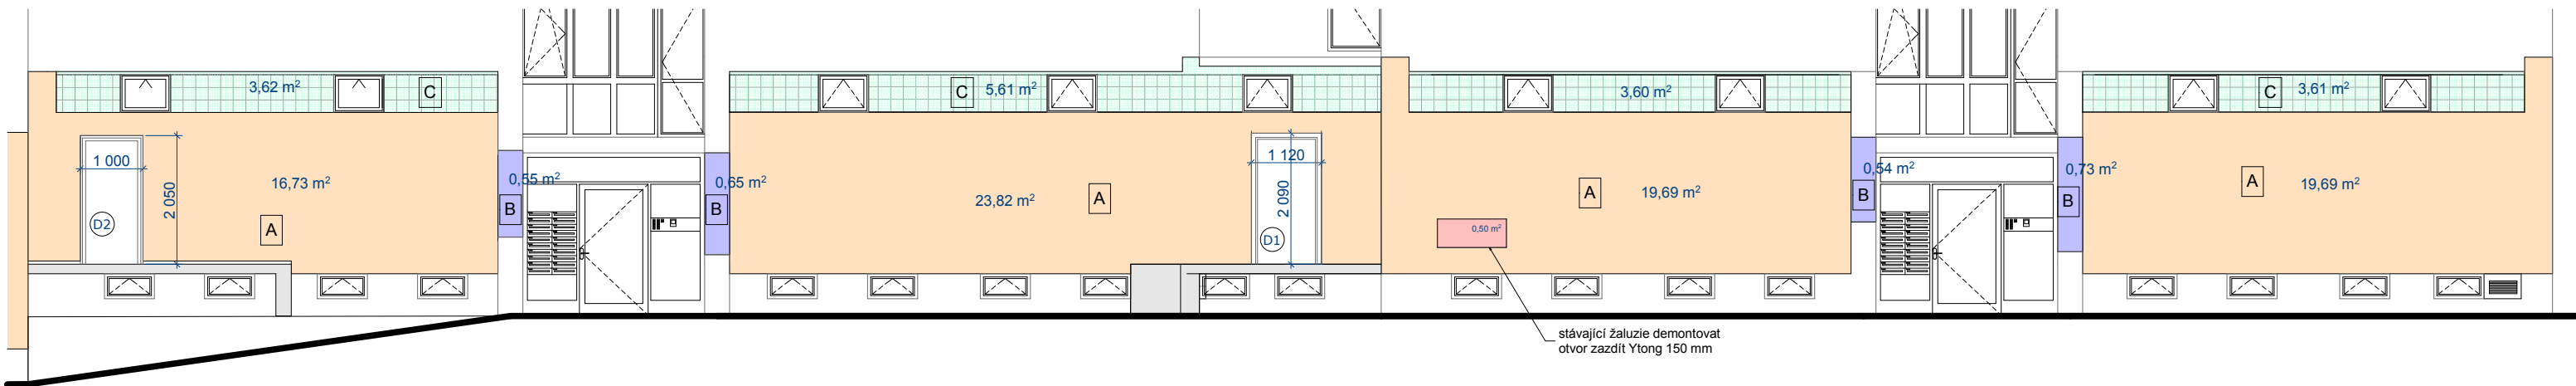 3,62 m²
C
C
5,61 m²
3,60 m²
C
3,61 m²
1 000
2 050
D2
16,73 m²
A
0,55 m²
B
0,65 m²
B
23,82 m²
A
1 120
2 090
D1
0,50 m²
A
19,69 m²
0,54 m²
B
0,73 m²
B
A
19,69 m²
stávající žaluzie demontovat
otvor zazdít Ytong 150 mm